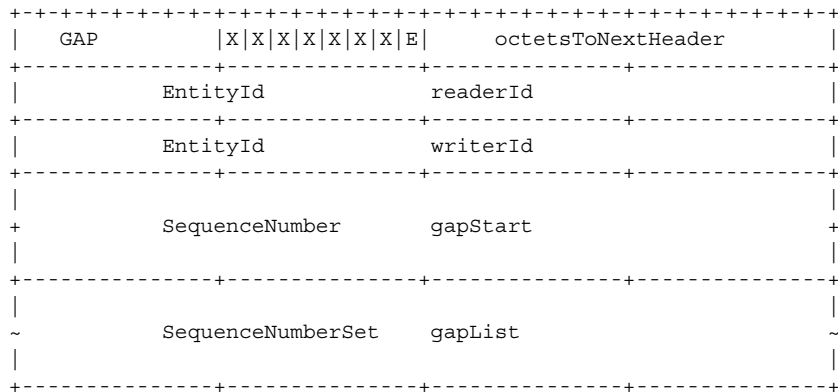 +-+-+-+-+-+-+-+-+-+-+-+-+-+-+-+-+-+-+-+-+-+-+-+-+-+-+-+-+-+-+-+-+
| GAP |X|X|X|X|X|X|X|E| octetsToNextHeader |
+---------------+---------------+---------------+---------------+
| EntityId readerId |
+---------------+---------------+---------------+---------------+
| EntityId writerId |
+---------------+---------------+---------------+---------------+
| |
+ SequenceNumber gapStart +
| |
+---------------+---------------+---------------+---------------+
| |
~ SequenceNumberSet gapList ~
| |
+---------------+---------------+---------------+---------------+